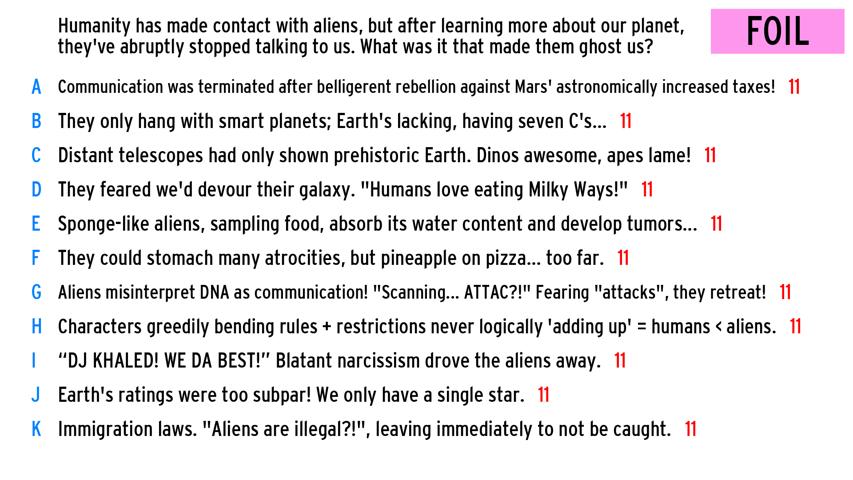 Humanity has made contact with aliens, but after learning more about our planet,
they've abruptly stopped talking to us. What was it that made them ghost us?
FOIL
A Communication was terminated after belligerent rebellion against Mars' astronomically increased taxes! 11
B They only hang with smart planets; Earth's lacking, having seven C's... 11
C Distant telescopes had only shown prehistoric Earth. Dinos awesome, apes lame! 11
D They feared we'd devour their galaxy. "Humans love eating Milky Ways!" 11
E Sponge-like aliens, sampling food, absorb its water content and develop tumors... 11
F They could stomach many atrocities, but pineapple on pizza... too far. 11
G Aliens misinterpret DNA as communication! "Scanning... ATTAC?!" Fearing "attacks", they retreat! 11
H Characters greedily bending rules + restrictions never logically 'adding up' = humans < aliens. 11
I “DJ KHALED! WE DA BEST!” Blatant narcissism drove the aliens away. 11
J Earth's ratings were too subpar! We only have a single star. 11
K Immigration laws. "Aliens are illegal?!", leaving immediately to not be caught. 11